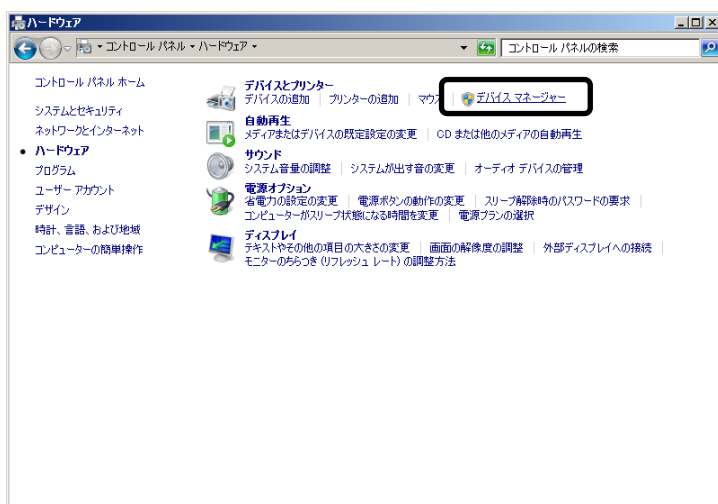 ハードウェア
コントロール パネル ハードウェア
コントロール パネルの検索
コントロール パネル ホーム
システムとセキュリティ
ネットワークとインターネット
ハードウェア
プログラム
ユーザー アカウント
デザイン
時計、言語、および地域
コンピューターの簡単操作
デバイスとプリンター
デバイスの追加 プリンターの追加 マウス デバイス マネージャー
自動再生
メディアまたはデバイスの既定設定の変更 CD または他のメディアの自動再生
サウンド
システム音量の調整 システムが出す音の変更 オーディオ デバイスの管理
電源オプション
省電力の設定の変更 電源ボタンの動作の変更 スリープ解除時のパスワードの要求
コンピューターがスリープ状態になる時間を変更 電源プランの選択
ディスプレイ
テキストやその他の項目の大きさの変更 画面の解像度の調整 外部ディスプレイへの接続
モニターのちらつき (リフレッシュ レート) の調整方法